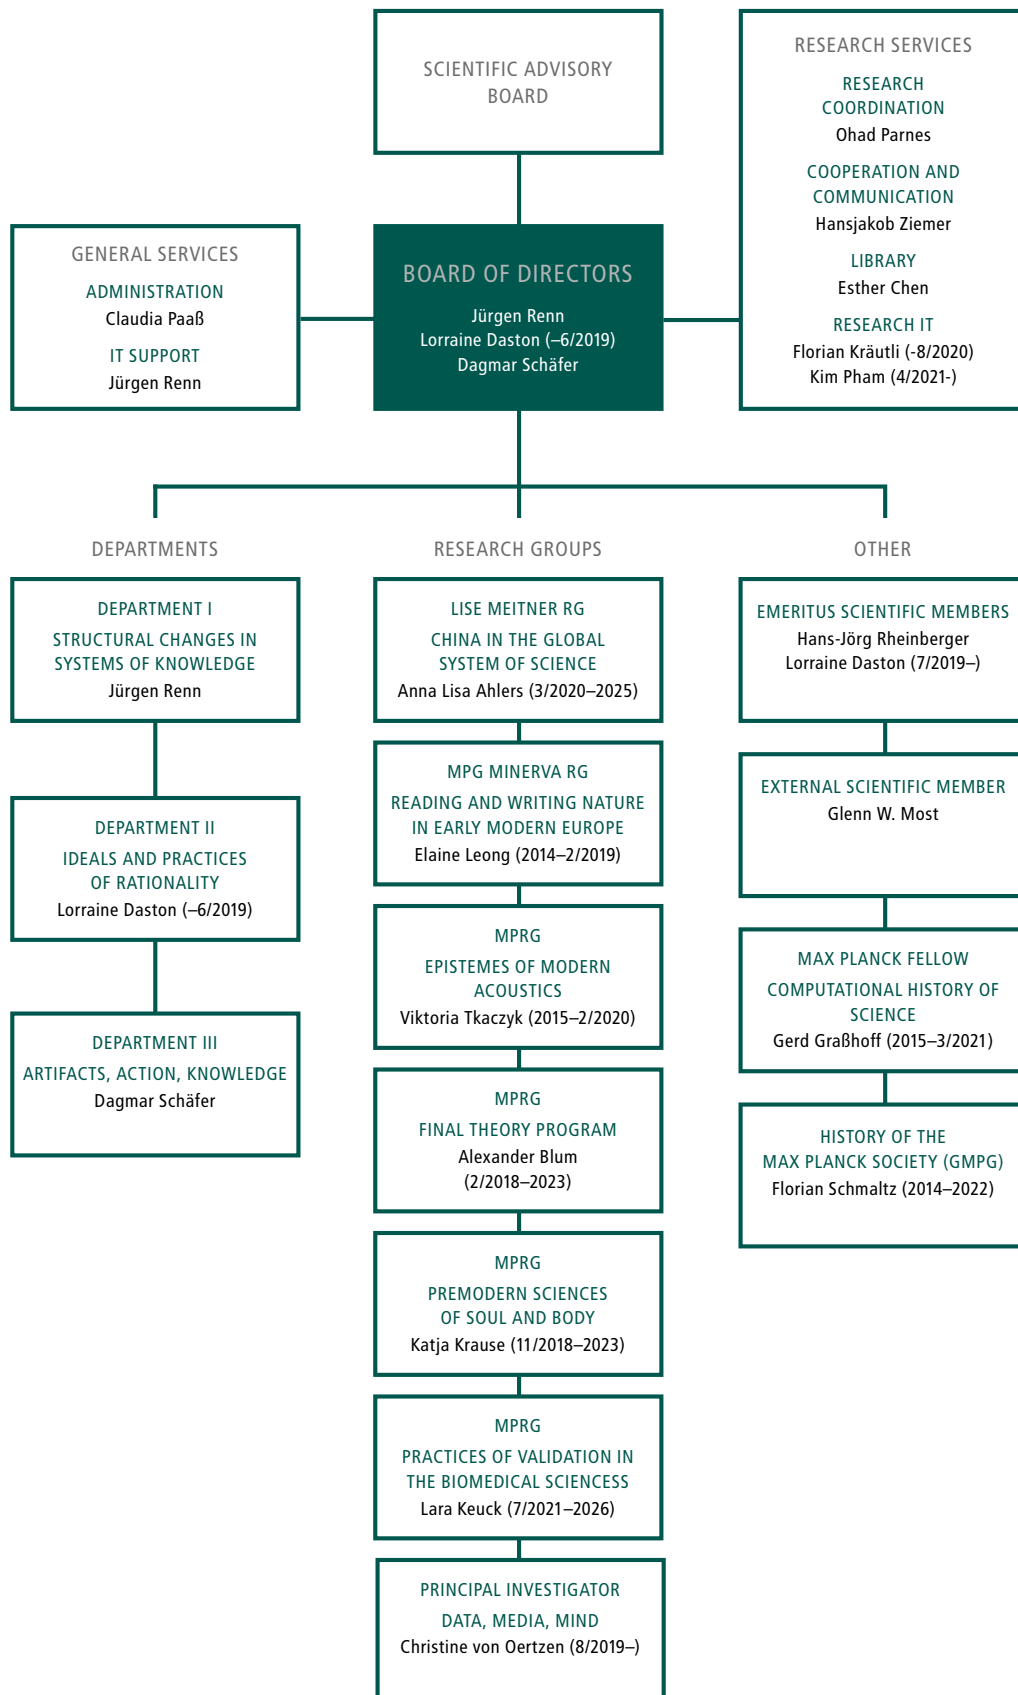 SCIENTIFIC ADVISORY
BOARD
RESEARCH SERVICES
RESEARCH
COORDINATION
Ohad Parnes
COOPERATION AND
COMMUNICATION
Hansjakob Ziemer
LIBRARY
Esther Chen
RESEARCH IT
Florian Kräutli (-8/2020)
Kim Pham (4/2021-)
GENERAL SERVICES
ADMINISTRATION
Claudia Paaß
IT SUPPORT
Jürgen Renn
BOARD OF DIRECTORS
Jürgen Renn
Lorraine Daston (–6/2019)
Dagmar Schäfer
DEPARTMENTS
DEPARTMENT I
STRUCTURAL CHANGES IN
SYSTEMS OF KNOWLEDGE
Jürgen Renn
DEPARTMENT II
IDEALS AND PRACTICES
OF RATIONALITY
Lorraine Daston (–6/2019)
DEPARTMENT III
ARTIFACTS, ACTION, KNOWLEDGE
Dagmar Schäfer
RESEARCH GROUPS
LISE MEITNER RG
CHINA IN THE GLOBAL
SYSTEM OF SCIENCE
Anna Lisa Ahlers (3/2020–2025)
MPG MINERVA RG
READING AND WRITING NATURE
IN EARLY MODERN EUROPE
Elaine Leong (2014–2/2019)
MPRG
EPISTEMES OF MODERN
ACOUSTICS
Viktoria Tkaczyk (2015–2/2020)
MPRG
FINAL THEORY PROGRAM
Alexander Blum
(2/2018–2023)
MPRG
PREMODERN SCIENCES
OF SOUL AND BODY
Katja Krause (11/2018–2023)
MPRG
PRACTICES OF VALIDATION IN
THE BIOMEDICAL SCIENCESS
Lara Keuck (7/2021–2026)
PRINCIPAL INVESTIGATOR
DATA, MEDIA, MIND
Christine von Oertzen (8/2019–)
OTHER
EMERITUS SCIENTIFIC MEMBERS
Hans-Jörg Rheinberger
Lorraine Daston (7/2019–)
EXTERNAL SCIENTIFIC MEMBER
Glenn W. Most
MAX PLANCK FELLOW
COMPUTATIONAL HISTORY OF
SCIENCE
Gerd Graßhoff (2015–3/2021)
HISTORY OF THE
MAX PLANCK SOCIETY (GMPG)
Florian Schmaltz (2014–2022)